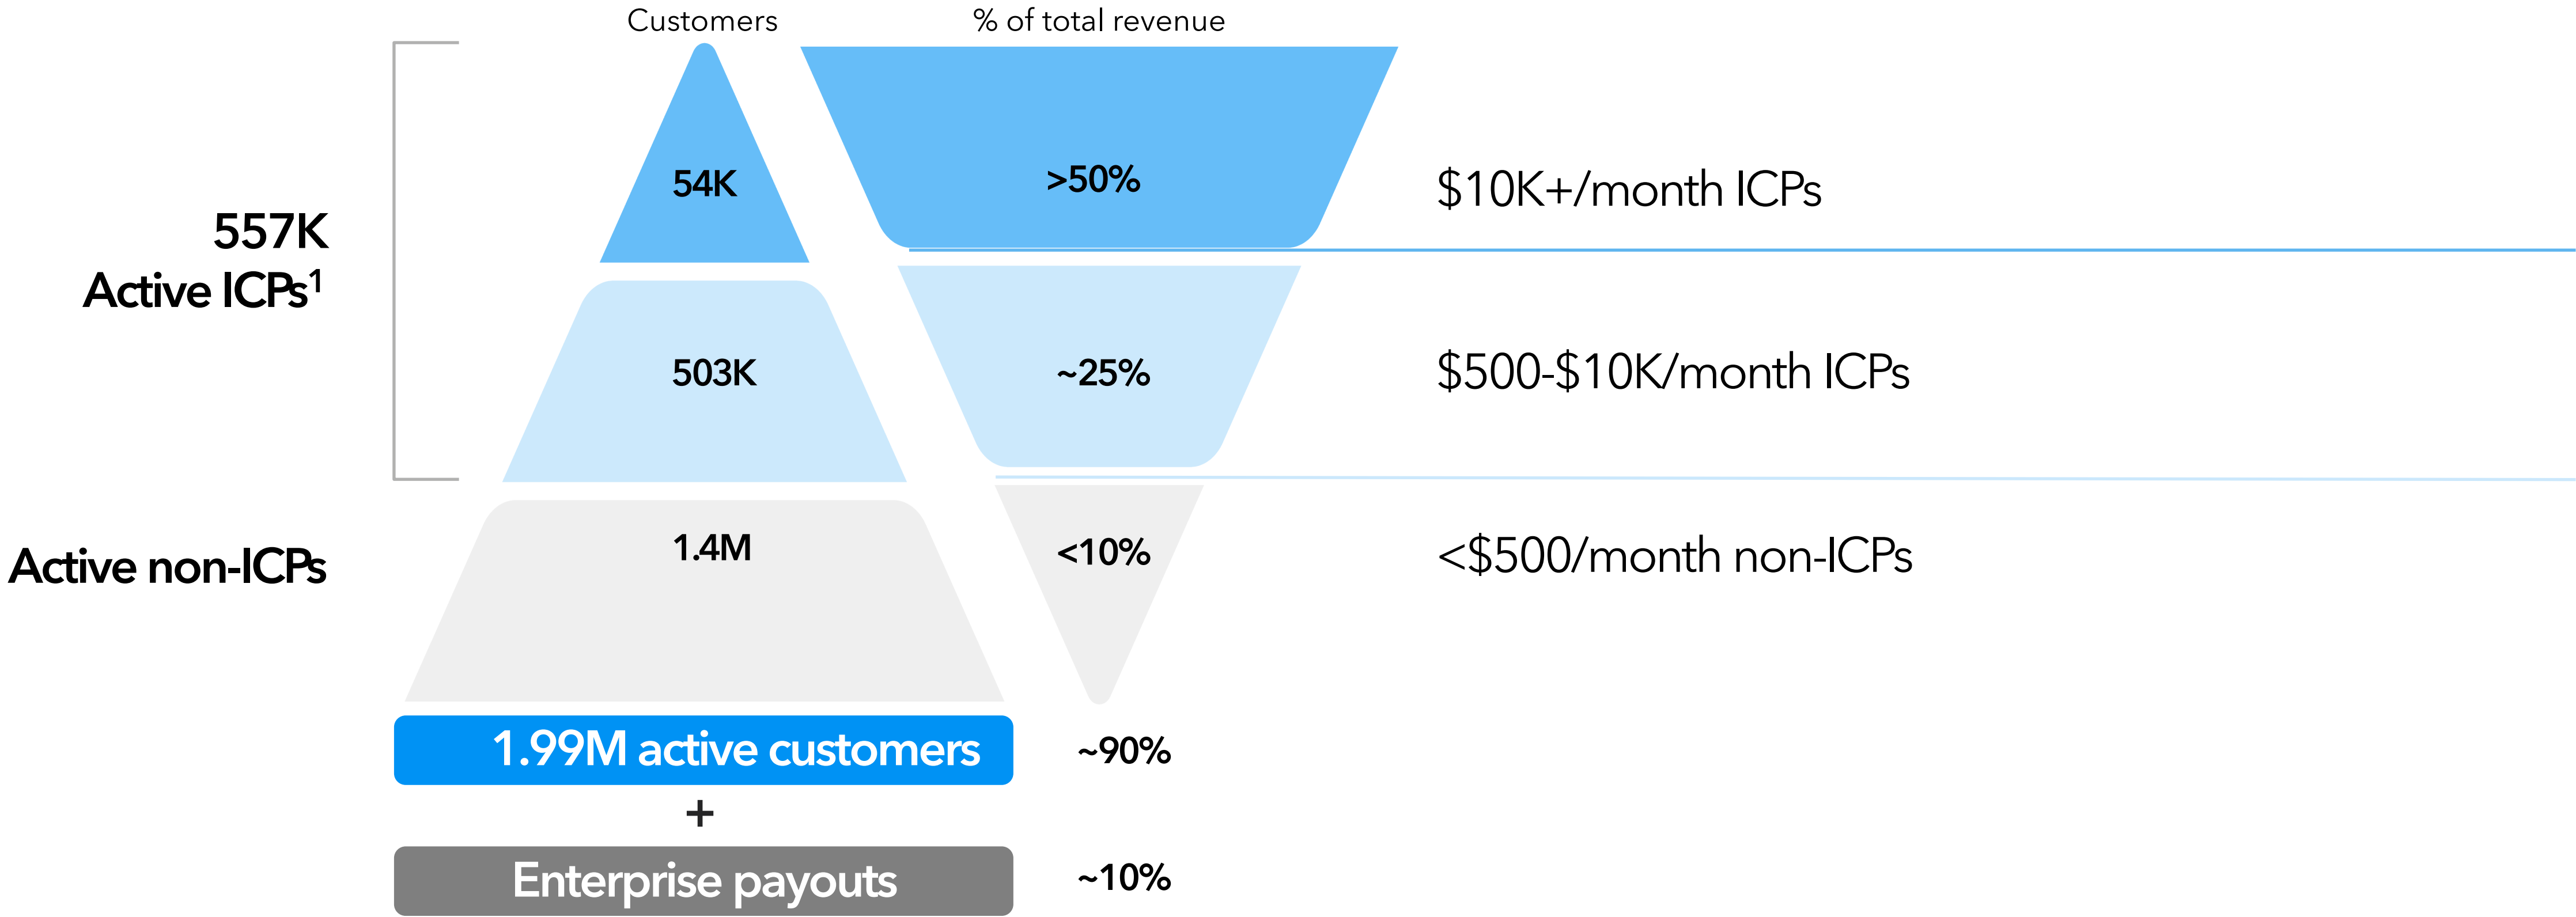 Customers
% of total revenue
54K
>50%
$10K+/month ICPs
557K
Active ICPs¹
503K
~25%
$500-$10K/month ICPs
Active non-ICPs
1.4M
<10%
<$500/month non-ICPs
1.99M active customers
~90%
+
Enterprise payouts
~10%